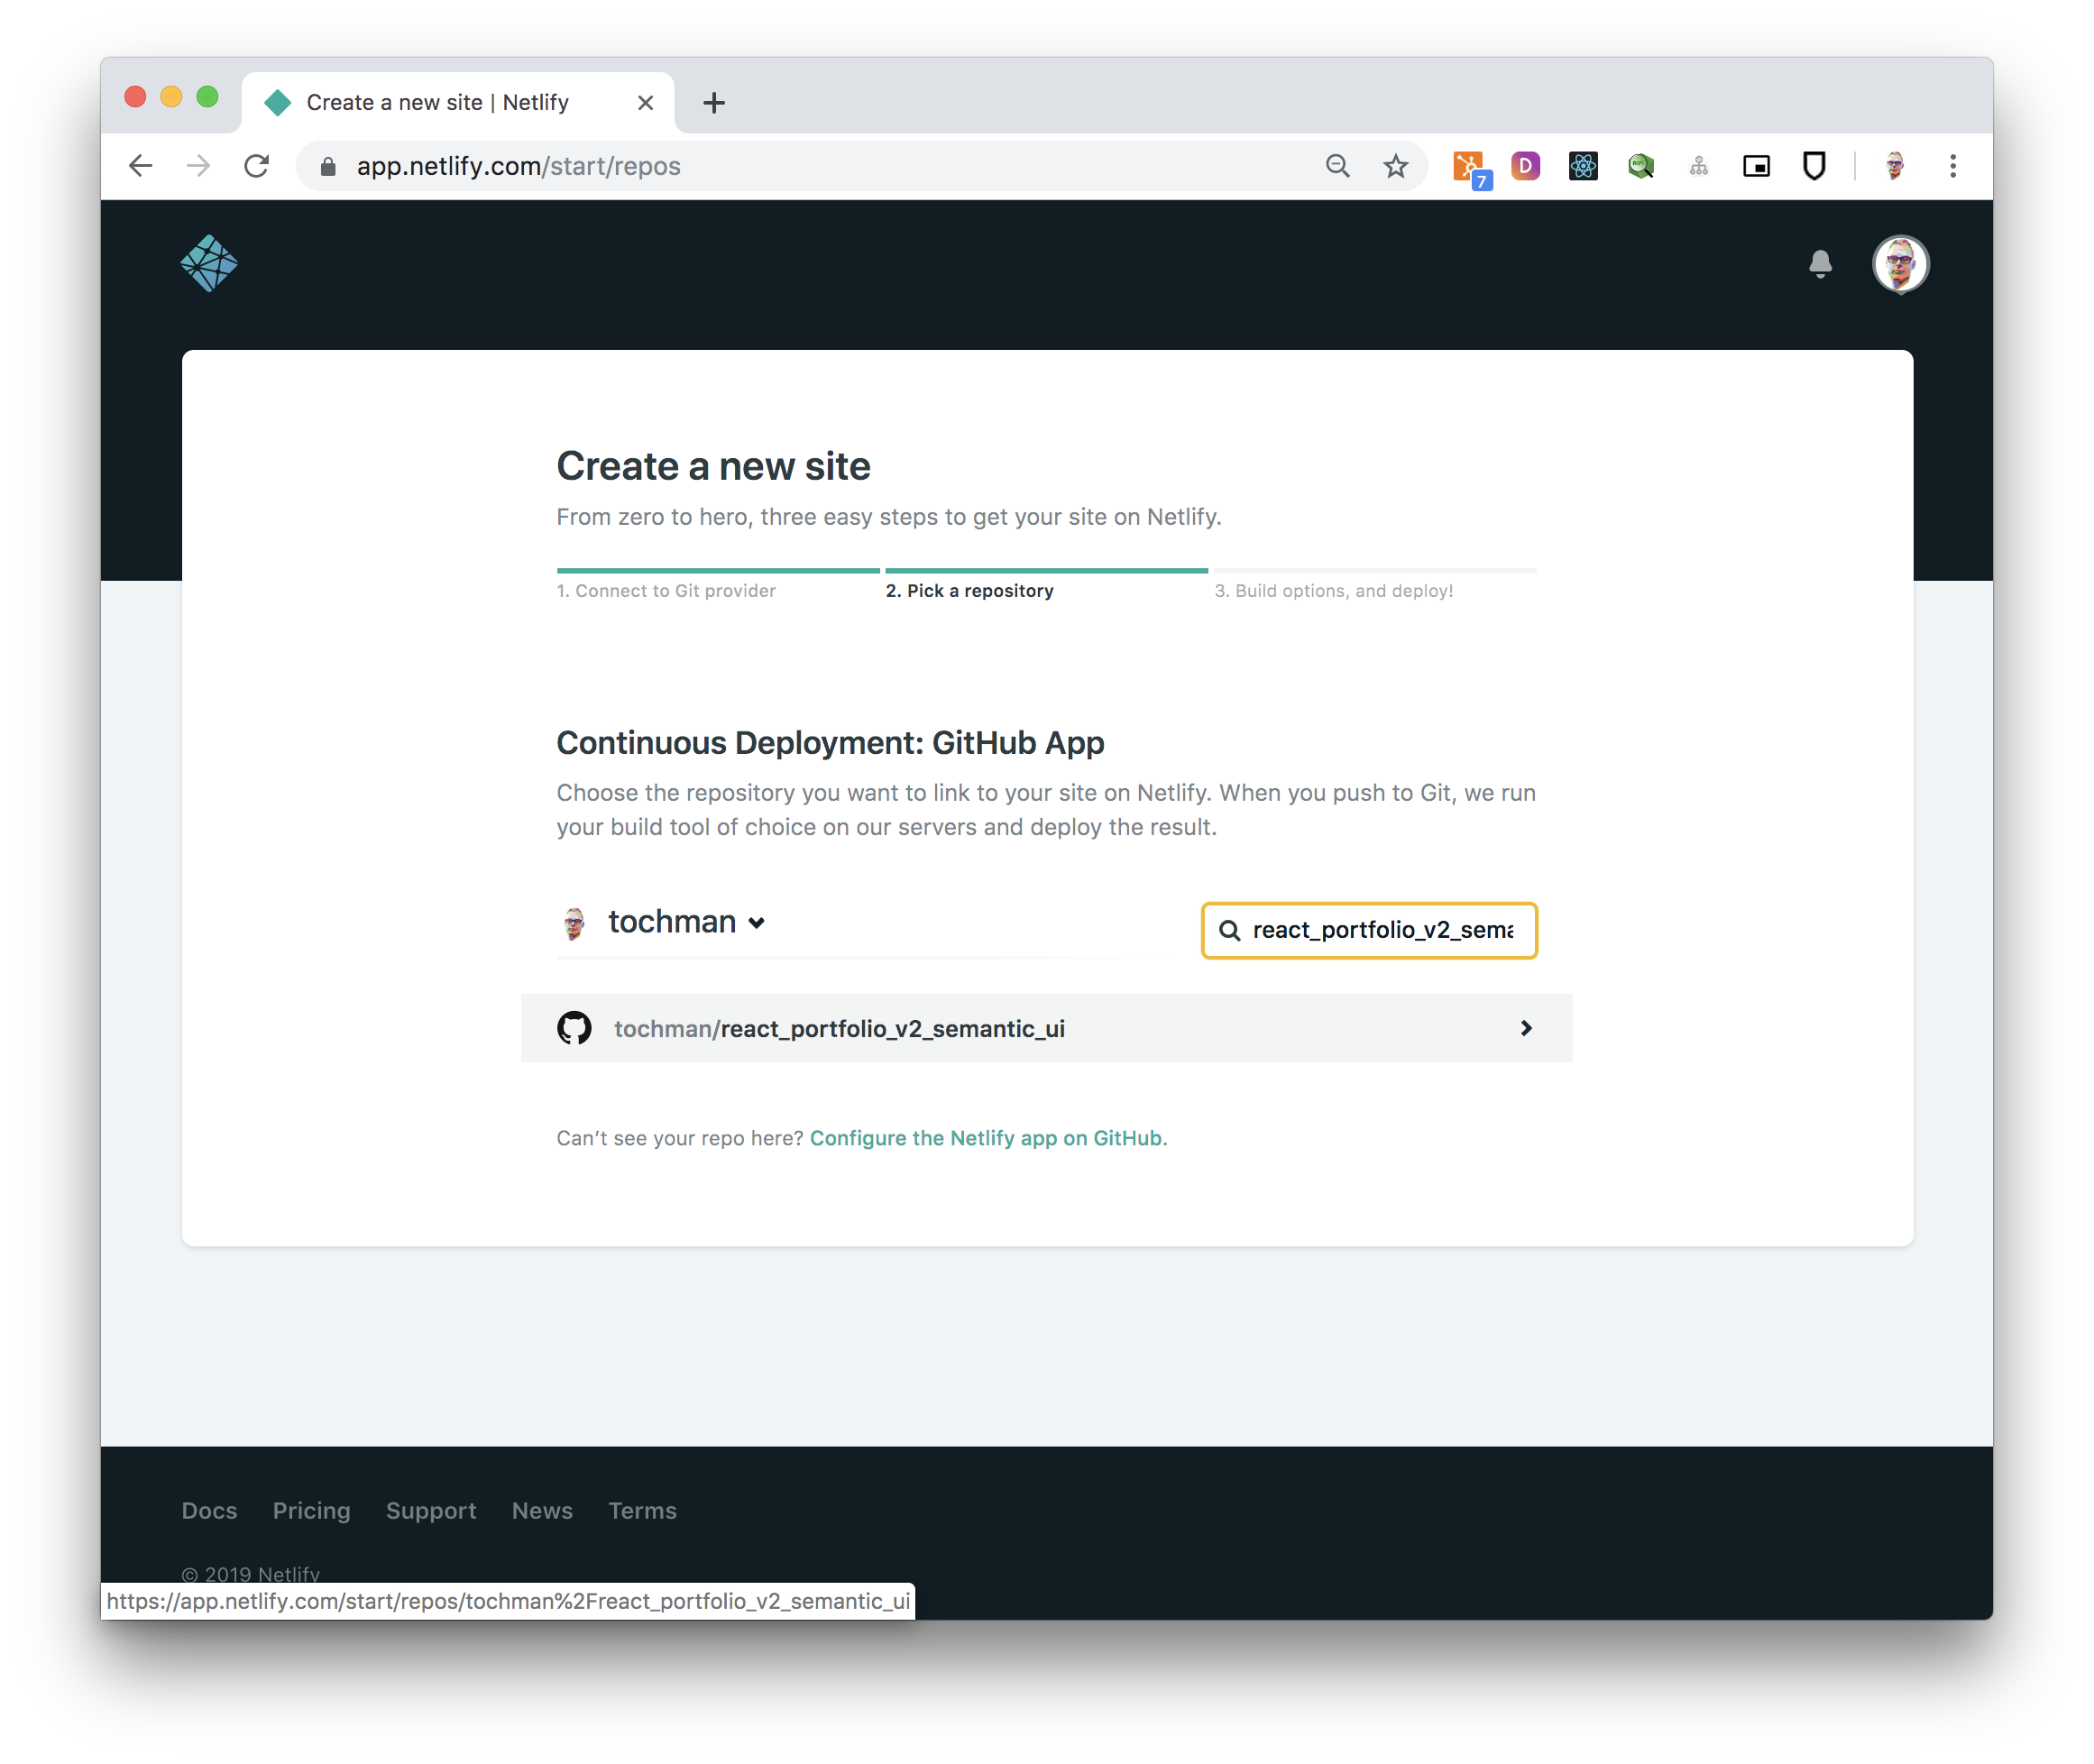 Create a new site | Netlify
app.netlify.com/start/repos
7
D
Create a new site
From zero to hero, three easy steps to get your site on Netlify.
1. Connect to Git provider
2. Pick a repository
3. Build options, and deploy!
Continuous Deployment: GitHub App
Choose the repository you want to link to your site on Netlify. When you push to Git, we run
your build tool of choice on our servers and deploy the result.
tochman
react_portfolio_v2_sema
tochman/react_portfolio_v2_semantic_ui
Can’t see your repo here? Configure the Netlify app on GitHub.
Docs Pricing Support News Terms
© 2019 Netlify
https://app.netlify.com/start/repos/tochman%2Freact_portfolio_v2_semantic_ui